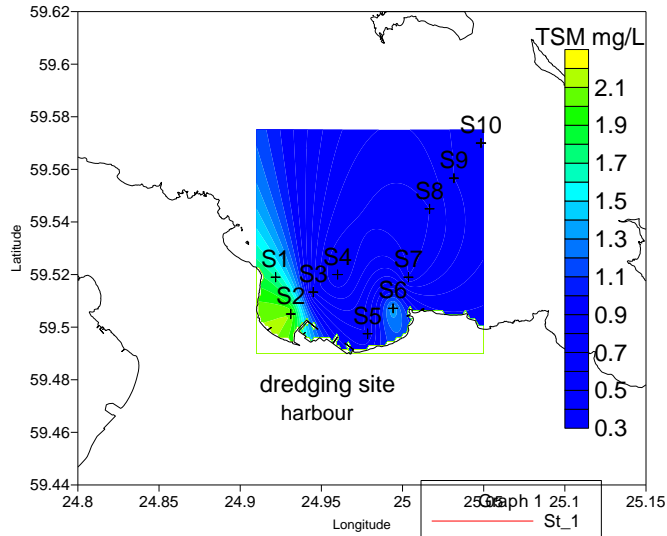 59.62
TSM mg/L
59.6
2.1
59.58
1.9
S10
1.7
59.56
S9
1.5
S8
1.3
59.54
Latitude
1.1
S1
S4
S7
59.52
S3
0.9
S2
S6
0.7
59.5
S5
0.5
59.48
dredging site
0.3
harbour
59.46
59.44
24.8
24.85
24.9
24.95
25
25.05
25.1
25.15
Graph 1
Longitude
St_1